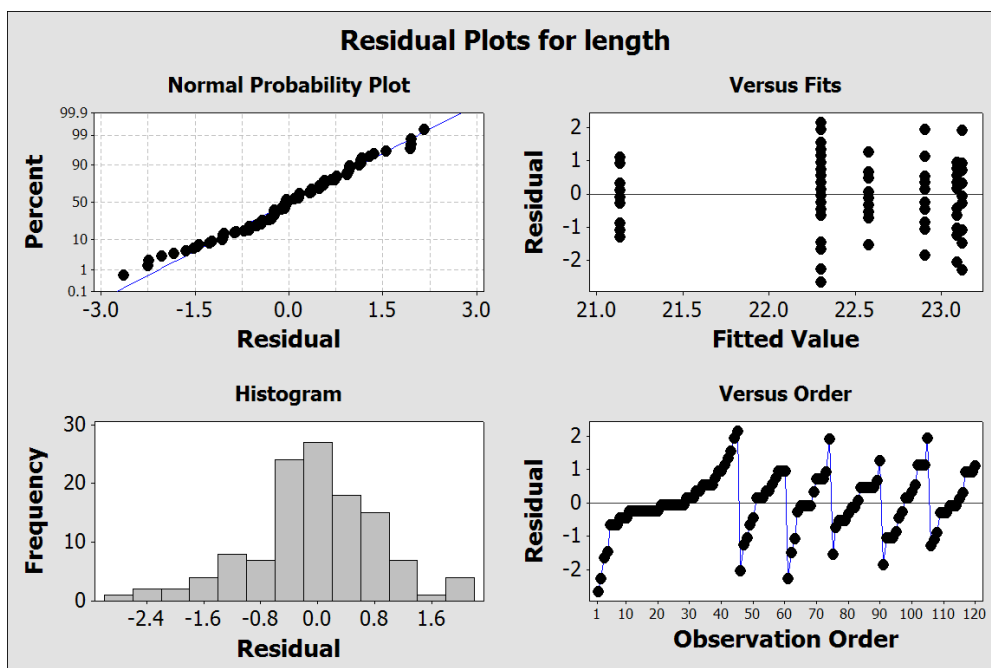 Residual Plots for length
Normal Probability Plot
Percent
99.9
99
90
50
10
1
0.1
-3.0 -1.5 0.0 1.5 3.0
Residual
Versus Fits
Residual
2
1
0
-1
-2
21.0 21.5 22.0 22.5 23.0
Fitted Value
Histogram
Frequency
30
20
10
0
-2.4 -1.6 -0.8 0.0 0.8 1.6
Residual
Versus Order
Residual
2
1
0
-1
-2
1 10 20 30 40 50 60 70 80 90 100 110 120
Observation Order